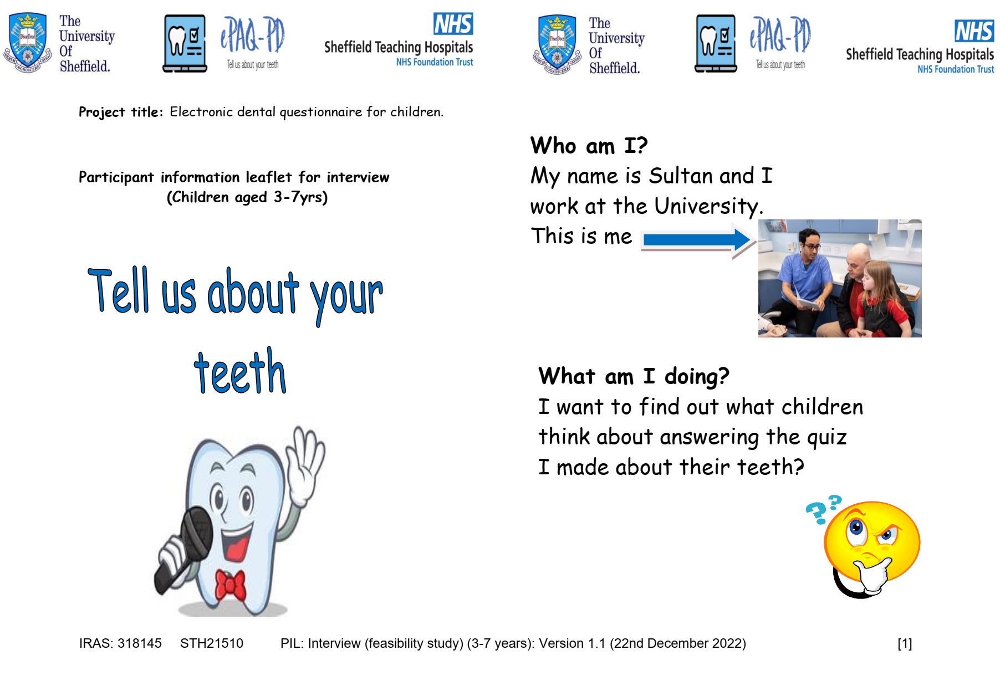 The
University
Of
Sheffield.
ePAQ-PD
Tell us about your teeth
NHS
Sheffield Teaching Hospitals
NHS Foundation Trust
Project title: Electronic dental questionnaire for children.
Participant information leaflet for interview
(Children aged 3-7yrs)
Tell us about your
teeth
The
University
Of
Sheffield.
ePAQ-PD
Tell us about your teeth
NHS
Sheffield Teaching Hospitals
NHS Foundation Trust
Who am I?
My name is Sultan and I
work at the University.
This is me
What am I doing?
I want to find out what children
think about answering the quiz
I made about their teeth?
? ?
IRAS: 318145 STH21510 PIL: Interview (feasibility study) (3-7 years): Version 1.1 (22nd December 2022) [1]